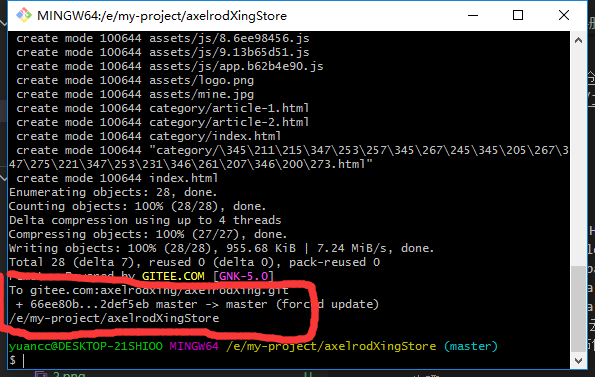 MINGW64:/e/my-project/axelrodXingStore
create mode 100644 assets/js/8.6ee98456.js
create mode 100644 assets/js/9.13b65d51.js
create mode 100644 assets/js/app.b62b4e90.js
create mode 100644 assets/logo.png
create mode 100644 assets/mine.jpg
create mode 100644 category/article-1.html
create mode 100644 category/article-2.html
create mode 100644 category/index.html
create mode 100644 "category/\345\211\215\347\253\257\345\267\245\345\205\267\3
47\275\221\347\253\231\346\261\207\346\200\273.html"
create mode 100644 index.html
Enumerating objects: 28, done.
Counting objects: 100% (28/28), done.
Delta compression using up to 4 threads
Compressing objects: 100% (27/27), done.
Writing objects: 100% (28/28), 955.68 KiB | 7.24 MiB/s, done.
Total 28 (delta 7), reused 0 (delta 0), pack-reused 0
Powered by GITEE.COM [GNK-5.0]
To gitee.com:axelrodXing/axelrodXing.git
+ 66ee80b...2def5eb master -> master (forced update)
/e/my-project/axelrodXingStore
yuancc@DESKTOP-21SHIOO MINGW64 /e/my-project/axelrodXingStore (master)
$
2.png